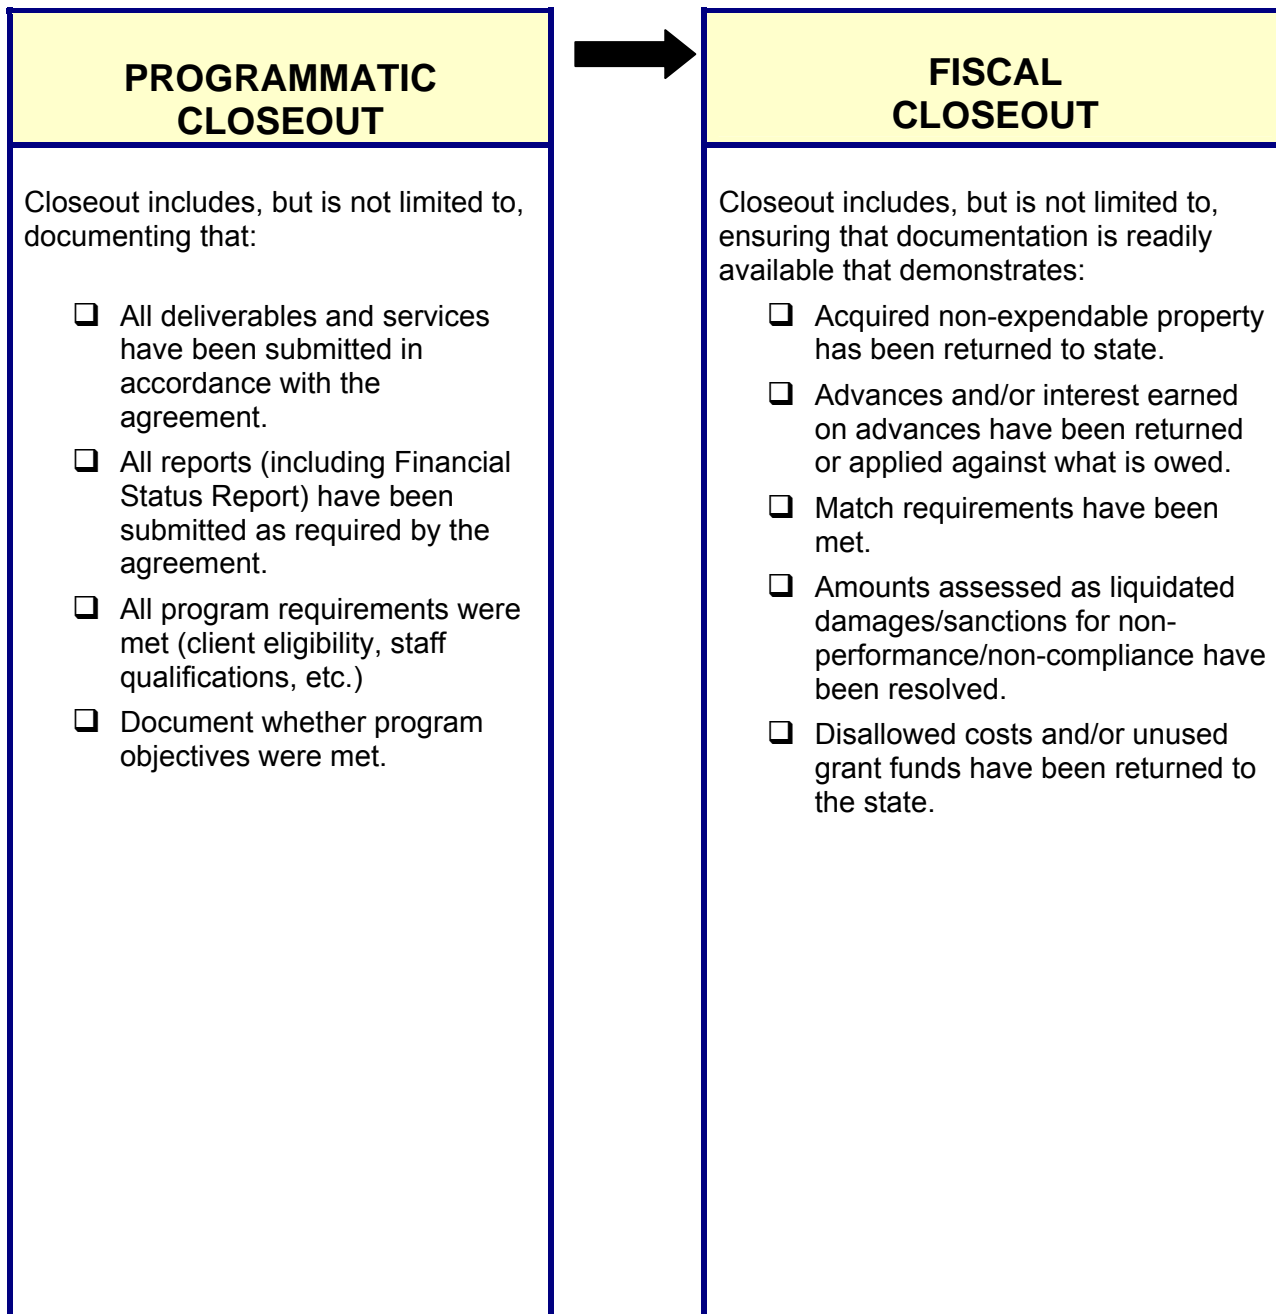 PROGRAMMATIC
CLOSEOUT
Closeout includes, but is not limited to,
documenting that:
❑ All deliverables and services
have been submitted in
accordance with the
agreement.
❑ All reports (including Financial
Status Report) have been
submitted as required by the
agreement.
❑ All program requirements were
met (client eligibility, staff
qualifications, etc.)
❑ Document whether program
objectives were met.
FISCAL
CLOSEOUT
Closeout includes, but is not limited to,
ensuring that documentation is readily
available that demonstrates:
❑ Acquired non-expendable property
has been returned to state.
❑ Advances and/or interest earned
on advances have been returned
or applied against what is owed.
❑ Match requirements have been
met.
❑ Amounts assessed as liquidated
damages/sanctions for non-
performance/non-compliance have
been resolved.
❑ Disallowed costs and/or unused
grant funds have been returned to
the state.